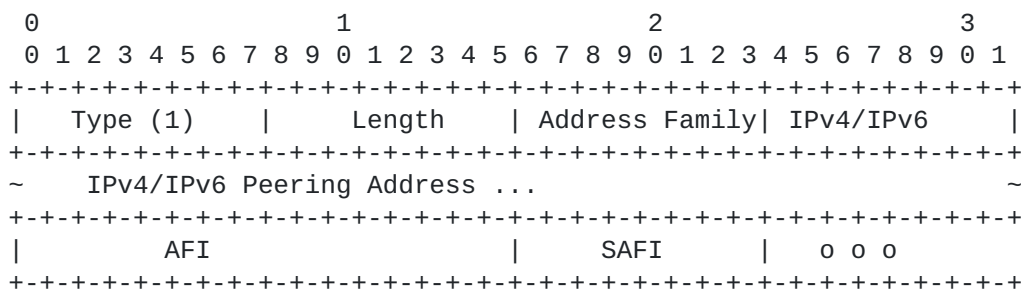 0                   1                   2                   3
 0 1 2 3 4 5 6 7 8 9 0 1 2 3 4 5 6 7 8 9 0 1 2 3 4 5 6 7 8 9 0 1
+-+-+-+-+-+-+-+-+-+-+-+-+-+-+-+-+-+-+-+-+-+-+-+-+-+-+-+-+-+-+-+-+
|   Type (1)    |     Length    | Address Family| IPv4/IPv6     |
+-+-+-+-+-+-+-+-+-+-+-+-+-+-+-+-+-+-+-+-+-+-+-+-+-+-+-+-+-+-+-+-+
~    IPv4/IPv6 Peering Address ...                              ~
+-+-+-+-+-+-+-+-+-+-+-+-+-+-+-+-+-+-+-+-+-+-+-+-+-+-+-+-+-+-+-+-+
|         AFI                   |     SAFI      |   o o o
+-+-+-+-+-+-+-+-+-+-+-+-+-+-+-+-+-+-+-+-+-+-+-+-+-+-+-+-+-+-+-+-+